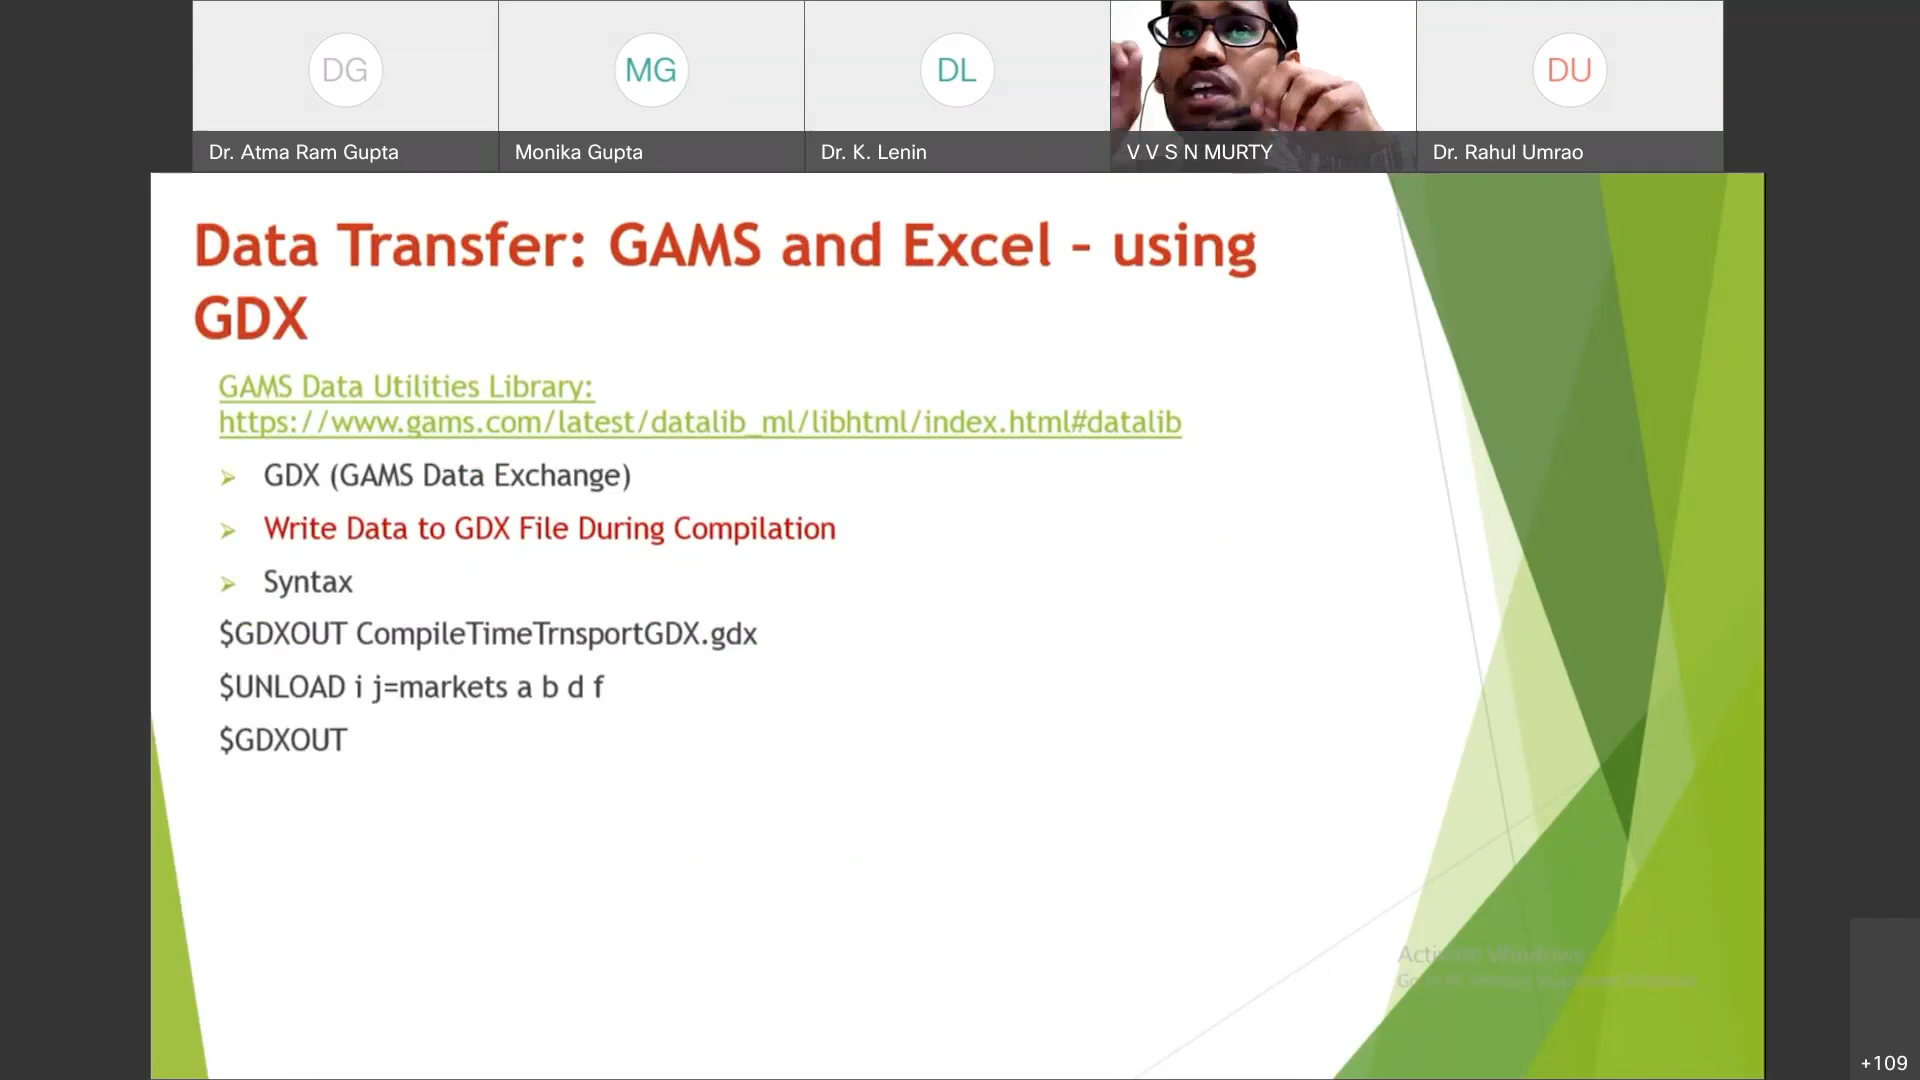 DG
MG
DL
DU
Dr. Atma Ram Gupta
Monika Gupta
Dr. K. Lenin
V V S N MURTY
Dr. Rahul Umrao
Data Transfer: GAMS and Excel – using
GDX
GAMS Data Utilities Library:
https://www.gams.com/latest/datalib_ml/libhtml/index.html#datalib
GDX (GAMS Data Exchange)
Write Data to GDX File During Compilation
Syntax
$GDXOUT CompileTimeTrnsportGDX.gdx
$UNLOAD i j=markets a b d f
$GDXOUT
Activate Windows
+109